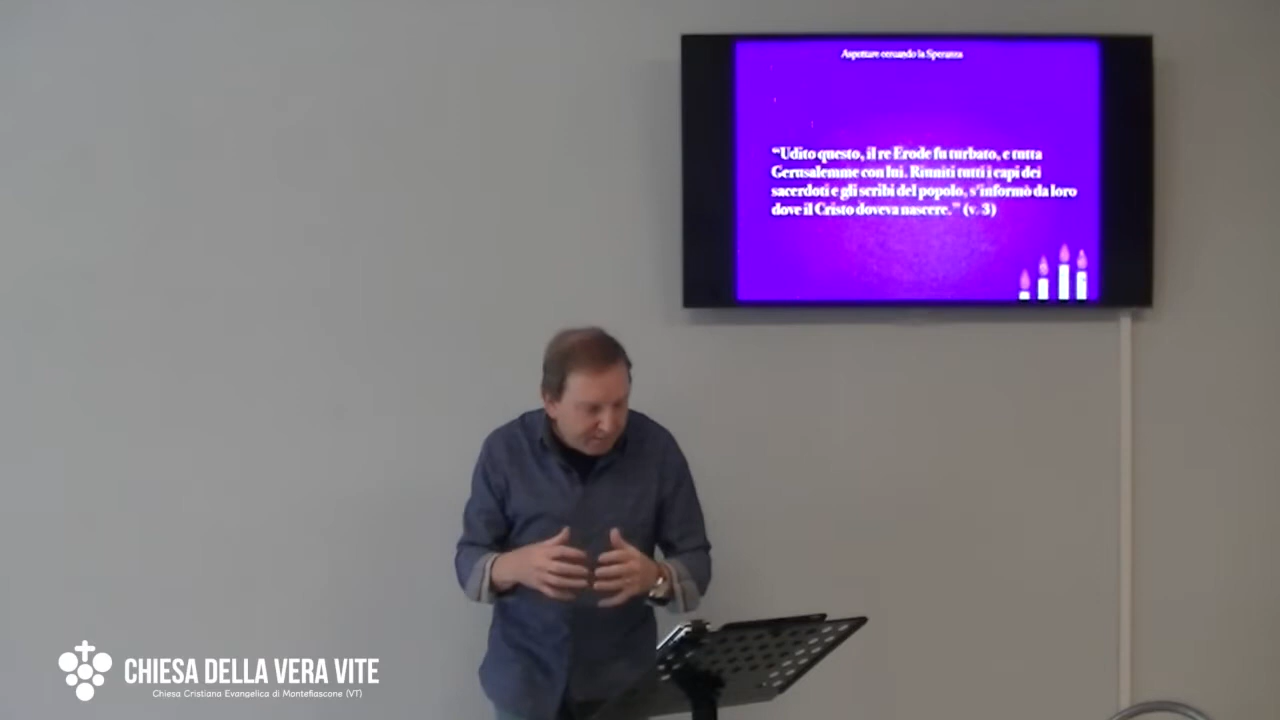 Aspettare cercando la Speranza
“Udito questo, il re Erode fu turbato, e tutta
Gerusalemme con lui. Riuniti tutti i capi dei
sacerdoti e gli scribi del popolo, s'informò da loro
dove il Cristo doveva nascere.” (v. 3)
CHIESA DELLA VERA VITE
Chiesa Cristiana Evangelica di Montefiascone (VT)